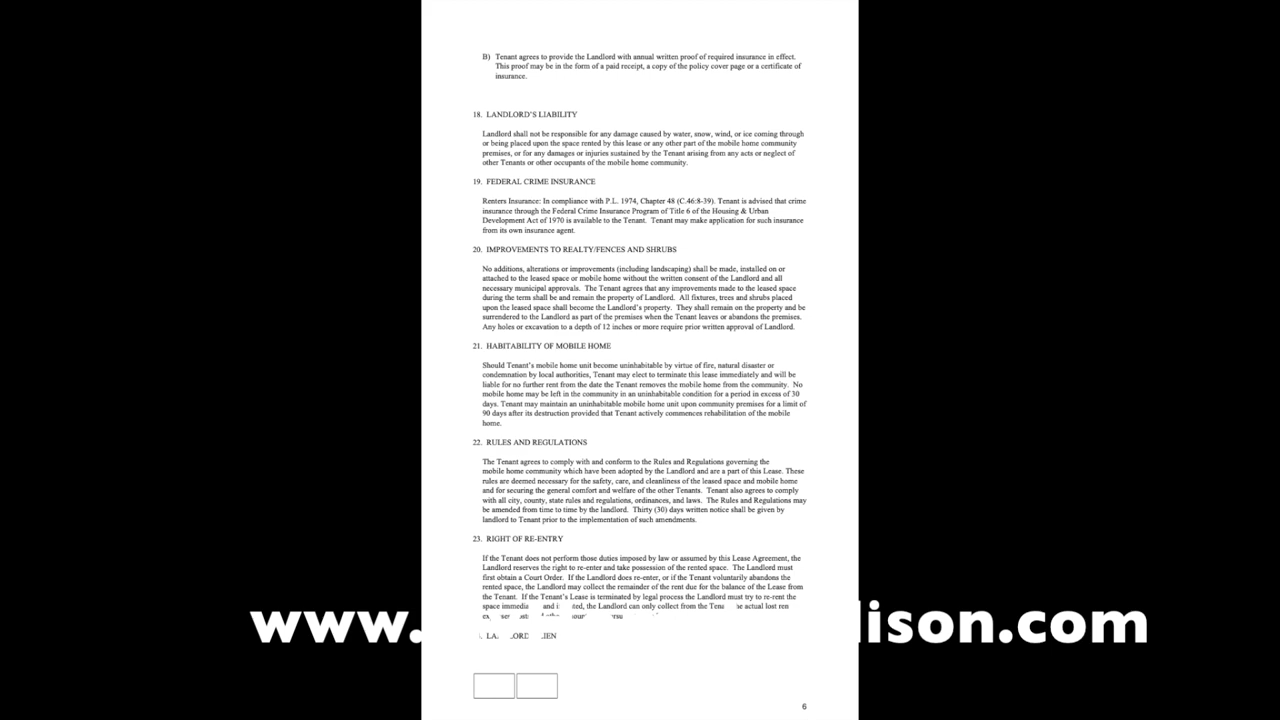 B) Tenant agrees to provide the Landlord with annual written proof of required insurance in effect.
This proof may be in the form of a paid receipt, a copy of the policy cover page or a certificate of
insurance.
18. LANDLORD'S LIABILITY
Landlord shall not be responsible for any damage caused by water, snow, wind, or ice coming through
or being placed upon the space rented by this lease or any other part of the mobile home community
premises, or for any damages or injuries sustained by the Tenant arising from any acts or neglect of
other Tenants or other occupants of the mobile home community.
19. FEDERAL CRIME INSURANCE
Renters Insurance: In compliance with P.L. 1974, Chapter 48 (C.46:8-39). Tenant is advised that crime
insurance through the Federal Crime Insurance Program of Title 6 of the Housing & Urban
Development Act of 1970 is available to the Tenant. Tenant may make application for such insurance
from its own insurance agent.
20. IMPROVEMENTS TO REALTY/FENCES AND SHRUBS
No additions, alterations or improvements (including landscaping) shall be made, installed on or
attached to the leased space or mobile home without the written consent of the Landlord and all
necessary municipal approvals. The Tenant agrees that any improvements made to the leased space
during the term shall be and remain the property of Landlord. All fixtures, trees and shrubs placed
upon the leased space shall become the Landlord's property. They shall remain on the property and be
surrendered to the Landlord as part of the premises when the Tenant leaves or abandons the premises.
Any holes or excavation to a depth of 12 inches or more require prior written approval of Landlord.
21. HABITABILITY OF MOBILE HOME
Should Tenant's mobile home unit become uninhabitable by virtue of fire, natural disaster or
condemnation by local authorities, Tenant may elect to terminate this lease immediately and will be
liable for no further rent from the date the Tenant removes the mobile home from the community. No
mobile home may be left in the community in an uninhabitable condition for a period in excess of 30
days. Tenant may maintain an uninhabitable mobile home unit upon community premises for a limit of
90 days after its destruction provided that Tenant actively commences rehabilitation of the mobile
home.
22. RULES AND REGULATIONS
The Tenant agrees to comply with and conform to the Rules and Regulations governing the
mobile home community which have been adopted by the Landlord and are a part of this Lease. These
rules are deemed necessary for the safety, care, and cleanliness of the leased space and mobile home
and for securing the general comfort and welfare of the other Tenants. Tenant also agrees to comply
with all city, county, state rules and regulations, ordinances, and laws. The Rules and Regulations may
be amended from time to time by the landlord. Thirty (30) days written notice shall be given by
landlord to Tenant prior to the implementation of such amendments.
23. RIGHT OF RE-ENTRY
If the Tenant does not perform those duties imposed by law or assumed by this Lease Agreement, the
Landlord reserves the right to re-enter and take possession of the rented space. The Landlord must
first obtain a Court Order. If the Landlord does re-enter, or if the Tenant voluntarily abandons the
rented space, the Landlord may collect the remainder of the rent due for the balance of the Lease from
the Tenant. If the Tenant's Lease is terminated by legal process the Landlord must try to re-rent the
space and the Landlord can only collect from the actual lost
www. lison.com
6